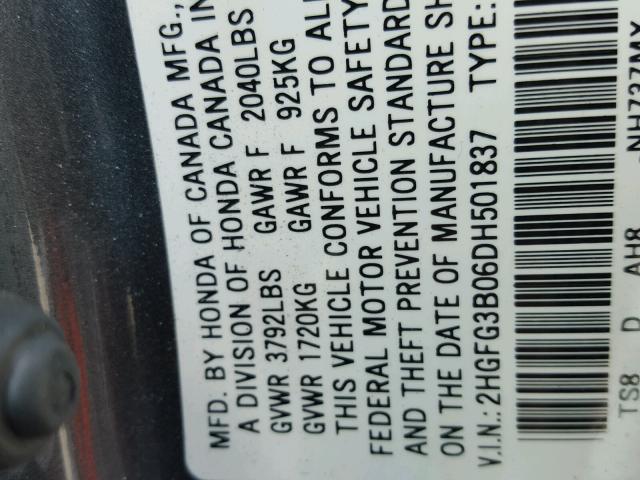 MFD. BY HONDA OF CANADA MFG.,
A DIVISION OF HONDA CANADA IN
GVWR 3792LBS GAWR F 2040LBS
GVWR 1720KG GAWR F 925KG
THIS VEHICLE CONFORMS TO ALL
FEDERAL MOTOR VEHICLE SAFETY
AND THEFT PREVENTION STANDARD
ON THE DATE OF MANUFACTURE SH
V.I.N.: 2HGFG3B06DH501837 TYPE:
TS8 D AH8 NH737MX